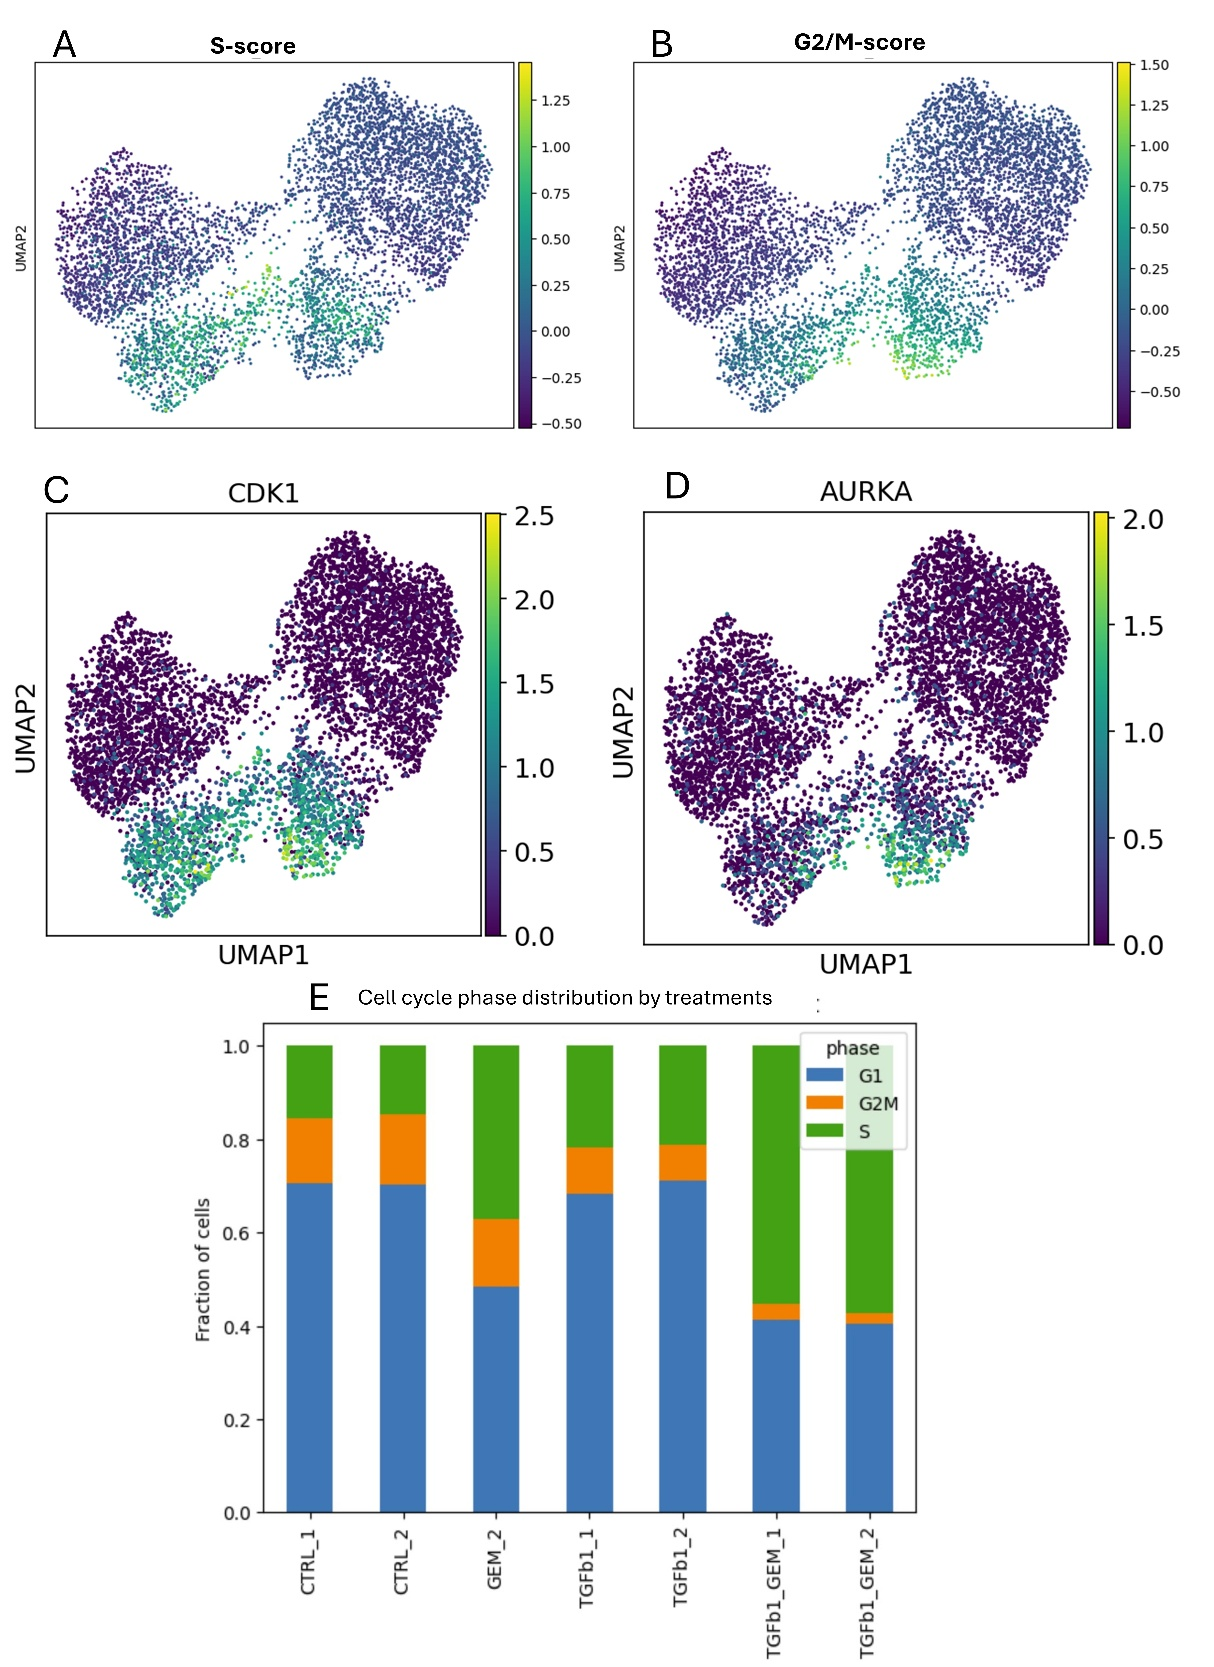 A
S-score
UMAP2
1.25
1.00
0.75
0.50
0.25
0.00
−0.25
−0.50
B
G2/M-score
UMAP2
1.50
1.25
1.00
0.75
0.50
0.25
0.00
−0.25
−0.50
C
CDK1
UMAP2
UMAP1
2.5
2.0
1.5
1.0
0.5
0.0
D
AURKA
UMAP2
UMAP1
2.0
1.5
1.0
0.5
0.0
E
Cell cycle phase distribution by treatments
:
Fraction of cells
1.0
0.8
0.6
0.4
0.2
0.0
phase
G1
G2M
S
CTRL_1
CTRL_2
GEM_2
TGFb1_1
TGFb1_2
TGFb1_GEM_1
TGFb1_GEM_2